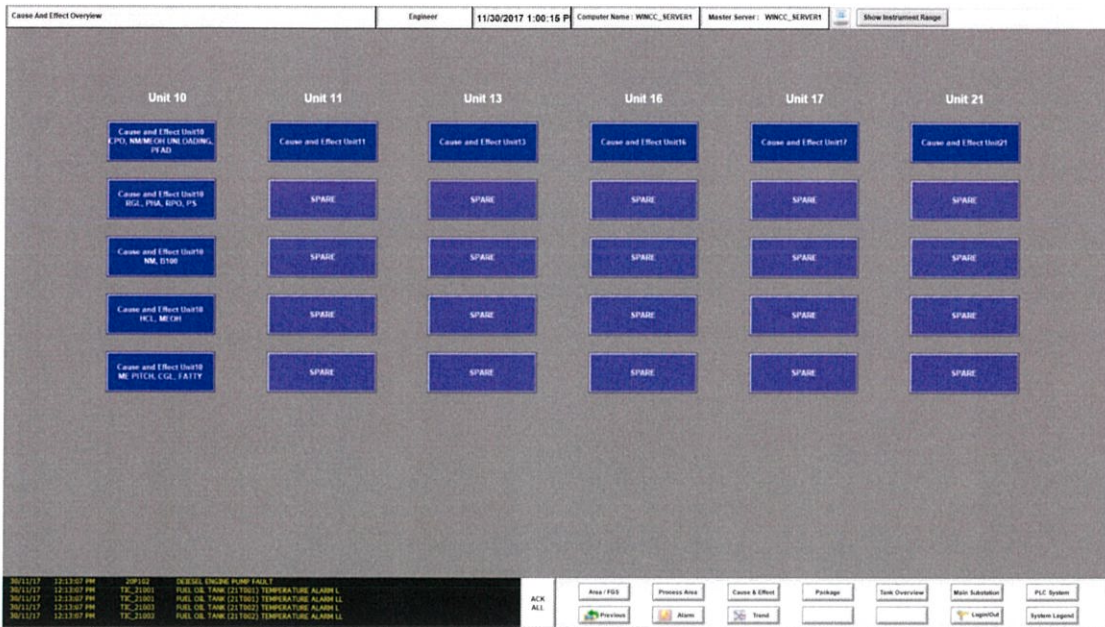 Cause And Effect Overview
Engineer
11/30/2017 1:00:15 P
Computer Name : WINCC_SERVER1
Master Server : WINCC_SERVER1
Show Instrument Range
Unit 10 Unit 11 Unit 13 Unit 16 Unit 17 Unit 21
Cause and Effect Unit10
CPO, NM/MEOH UNLOADING,
PFAD
Cause and Effect Unit11
Cause and Effect Unit13
Cause and Effect Unit16
Cause and Effect Unit17
Cause and Effect Unit21
Cause and Effect Unit10
RGL, PHA, RPO, PS
SPARE SPARE SPARE SPARE SPARE
Cause and Effect Unit10
NM, B100
SPARE SPARE SPARE SPARE SPARE
Cause and Effect Unit10
HCL, MEOH
SPARE SPARE SPARE SPARE SPARE
Cause and Effect Unit10
ME PITCH, CGL, FATTY
SPARE SPARE SPARE SPARE SPARE
30/11/17 12:13:07 PM 20P102 DEIESEL ENGINE PUMP FAULT
30/11/17 12:13:07 PM TIC_21001 FUEL OIL TANK (21T001) TEMPERATURE ALARM L
30/11/17 12:13:07 PM TIC_21001 FUEL OIL TANK (21T001) TEMPERATURE ALARM LL
30/11/17 12:13:07 PM FUEL OIL TANK (21T002) TEMPERATURE ALARM L
30/11/17 12:13:07 PM TIC_21002 FUEL OIL TANK (21T002) TEMPERATURE ALARM LL
ACK
ALL
Area / FGS Process Area Cause & Effect Package Tank Overview Main Substation PLC System
Previous Alarm Trend Login/Out System Legend